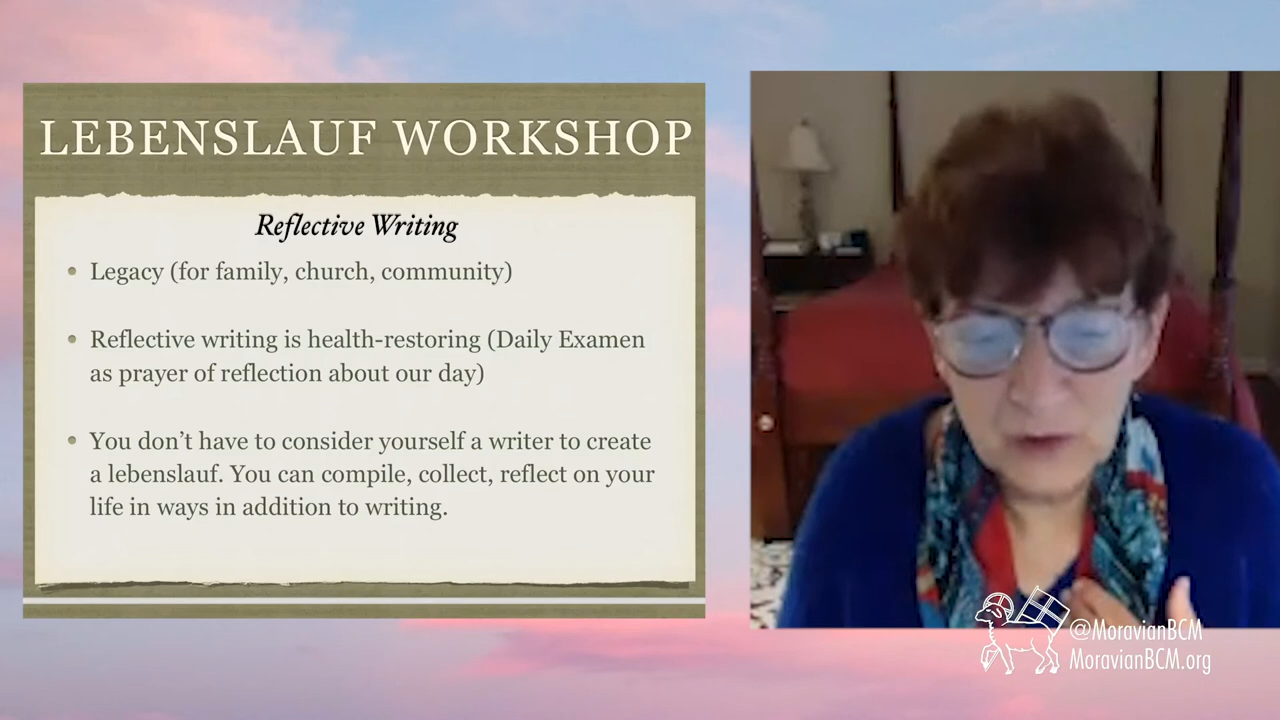 LEBENSLAUF WORKSHOP
Reflective Writing
• Legacy (for family, church, community)
• Reflective writing is health-restoring (Daily Examen
as prayer of reflection about our day)
• You don’t have to consider yourself a writer to create
a lebenslauf. You can compile, collect, reflect on your
life in ways in addition to writing.
@MoravianBCM
MoravianBCM.org